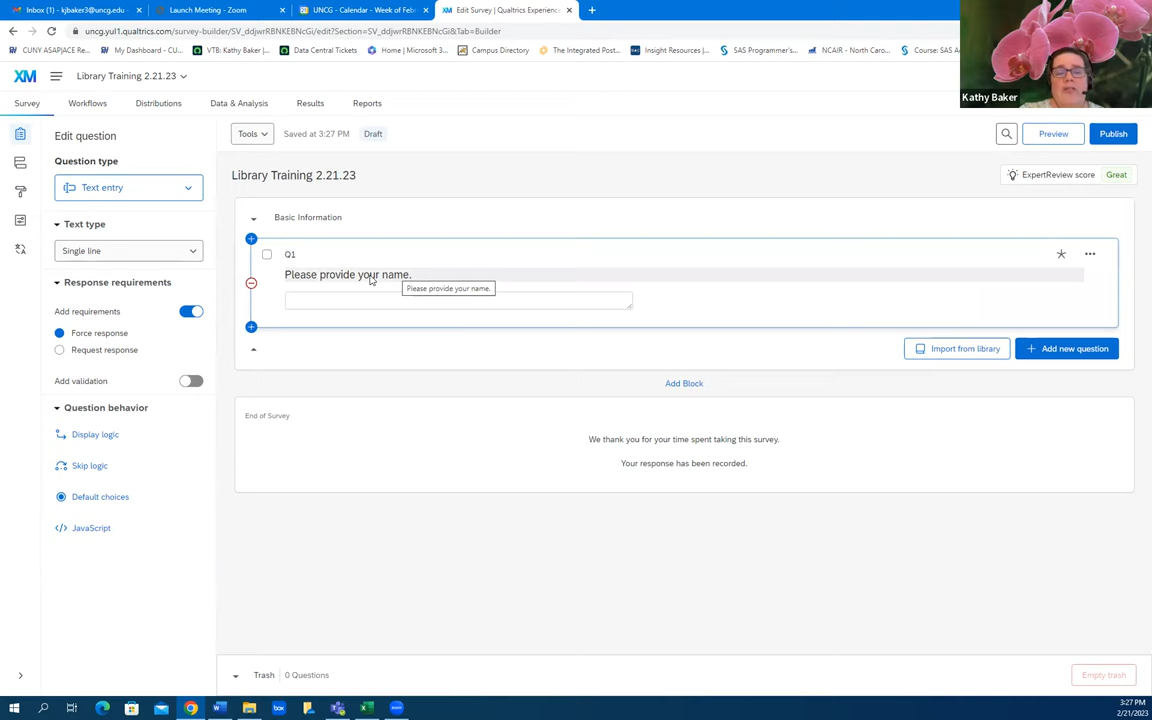 Inbox (1) - kjbaker3@uncg.edu - ×
Launch Meeting - Zoom ×
UNCG - Calendar - Week of Feb ×
Edit Survey | Qualtrics Experienc ×
uncg.yul1.qualtrics.com/survey-builder/SV_ddjwrRBNKEBNcGi/edit?Section=SV_ddjwrRBNKEBNcGi&Tab=Builder
CUNY ASAP|ACE Re...
My Dashboard - CU...
VTB: Kathy Baker |...
Data Central Tickets
Home | Microsoft 3...
Campus Directory
The Integrated Post...
Insight Resources |...
SAS Programmer's...
NCAIR - North Caro...
Course: SAS
Kathy Baker
XM
Library Training 2.21.23
Survey
Workflows
Distributions
Data & Analysis
Results
Reports
Edit question
Tools
Saved at 3:27 PM
Draft
Preview
Publish
Question type
Text entry
Library Training 2.21.23
ExpertReview score
Great
Text type
Single line
Basic Information
Q1
Please provide your name.
Please provide your name.
Response requirements
Add requirements
Force response
Request response
Add validation
Import from library
Add new question
Add Block
Question behavior
Display logic
Skip logic
Default choices
JavaScript
End of Survey
We thank you for your time spent taking this survey.
Your response has been recorded.
Trash
0 Questions
Empty trash
3:27 PM
2/21/2023